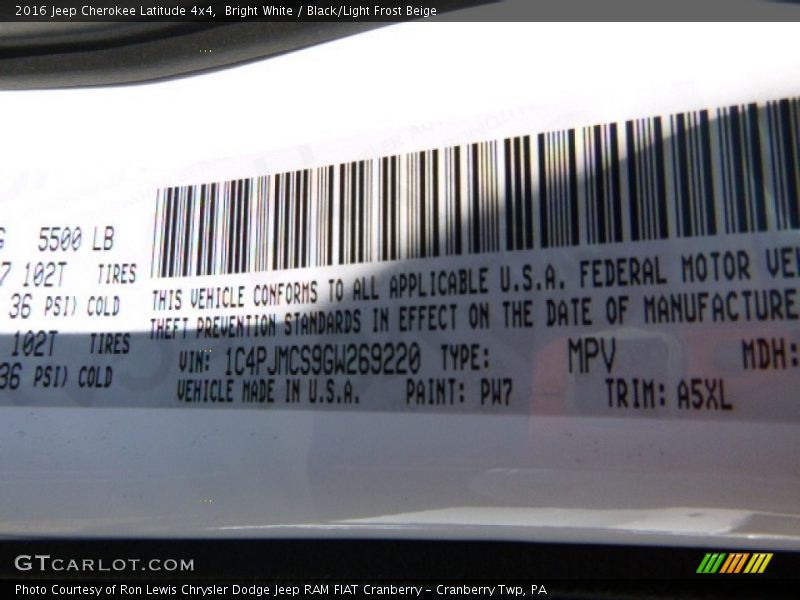 2016 Jeep Cherokee Latitude 4x4, Bright White / Black/Light Frost Beige
5500 LB
102T TIRES
36 PSI) COLD
102T TIRES
36 PSI) COLD
THIS VEHICLE CONFORMS TO ALL APPLICABLE U.S.A. FEDERAL MOTOR VE
THEFT PREVENTION STANDARDS IN EFFECT ON THE DATE OF MANUFACTURE
VIN: 1C4PJMCS9GW269220 TYPE: MPV MDH:
VEHICLE MADE IN U.S.A. PAINT: PW7 TRIM: A5XL
GTCARLOT.COM
Photo Courtesy of Ron Lewis Chrysler Dodge Jeep RAM FIAT Cranberry - Cranberry Twp, PA